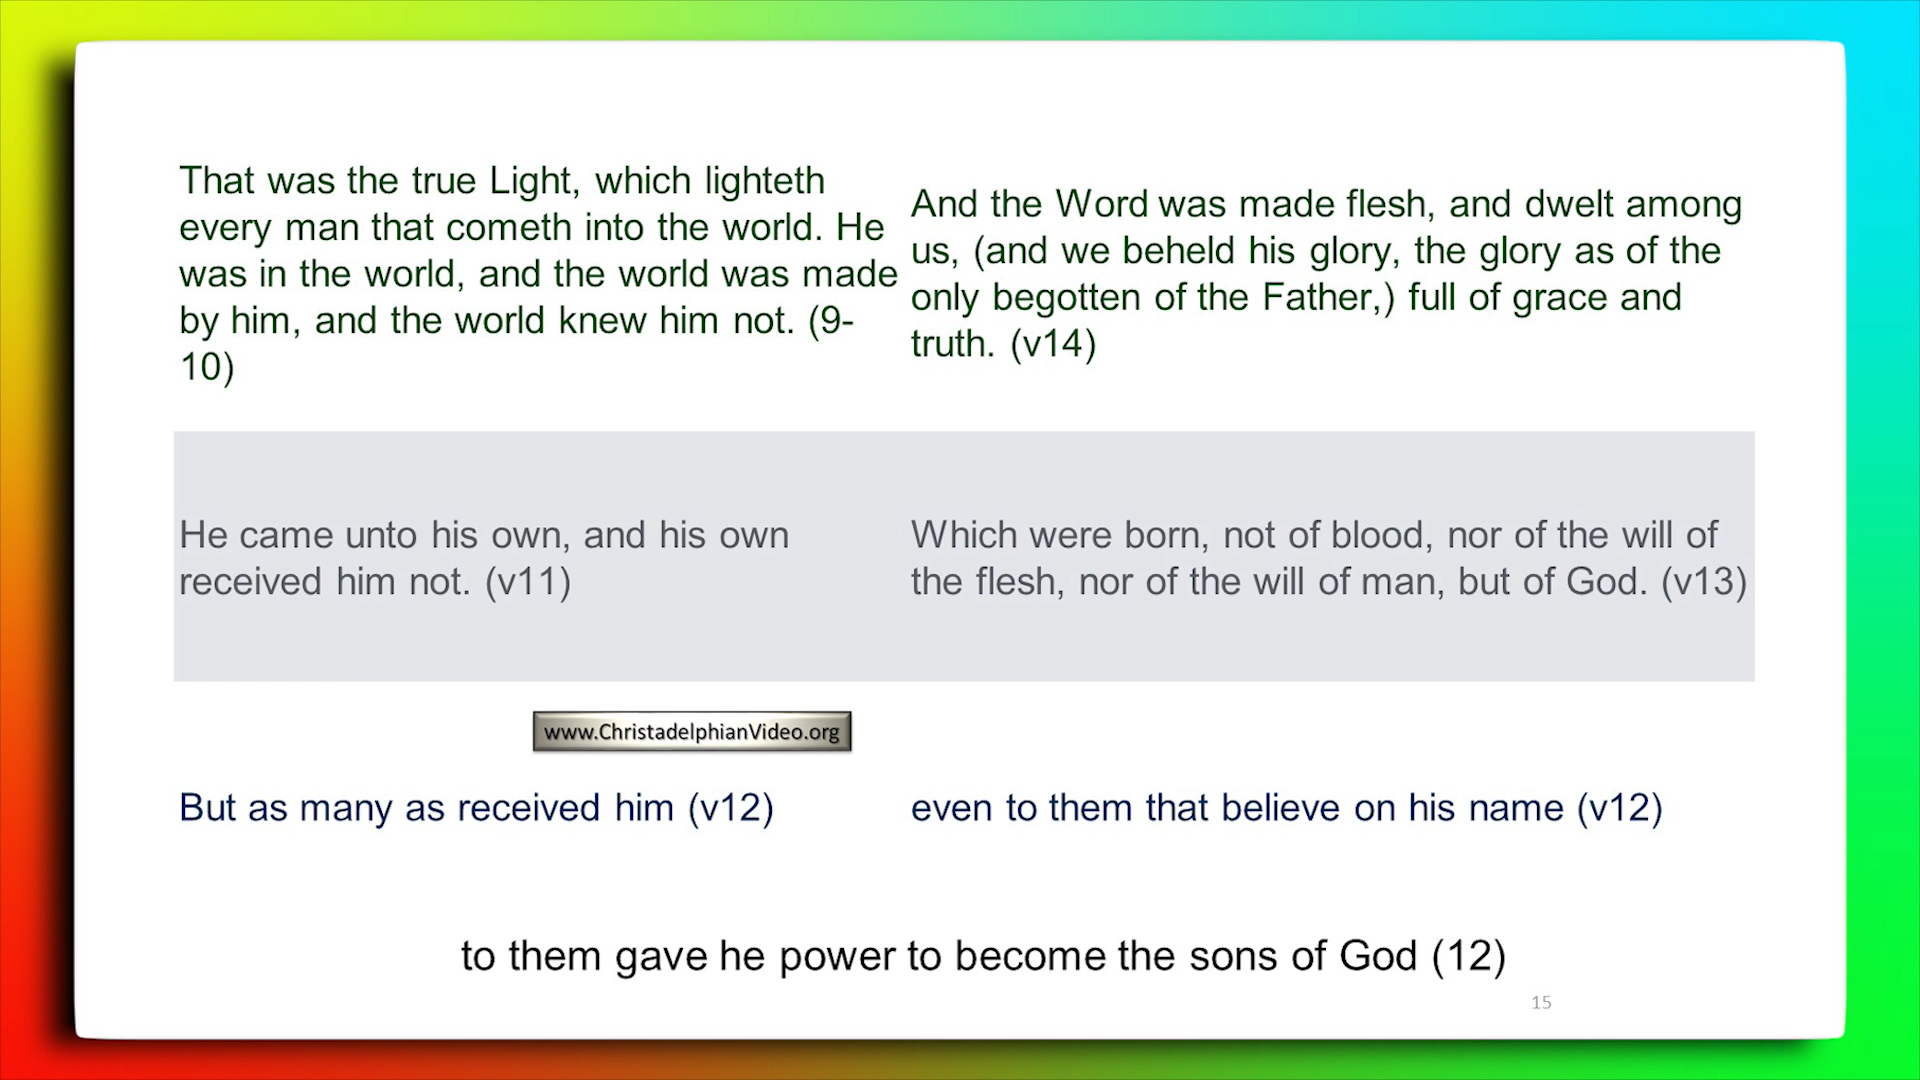 That was the true Light, which lighteth
every man that cometh into the world. He
was in the world, and the world was made
by him, and the world knew him not. (9-
10)
And the Word was made flesh, and dwelt among
us, (and we beheld his glory, the glory as of the
only begotten of the Father,) full of grace and
truth. (v14)
He came unto his own, and his own
received him not. (v11)
Which were born, not of blood, nor of the will of
the flesh, nor of the will of man, but of God. (v13)
www.ChristadelphianVideo.org
But as many as received him (v12)
even to them that believe on his name (v12)
to them gave he power to become the sons of God (12)
15